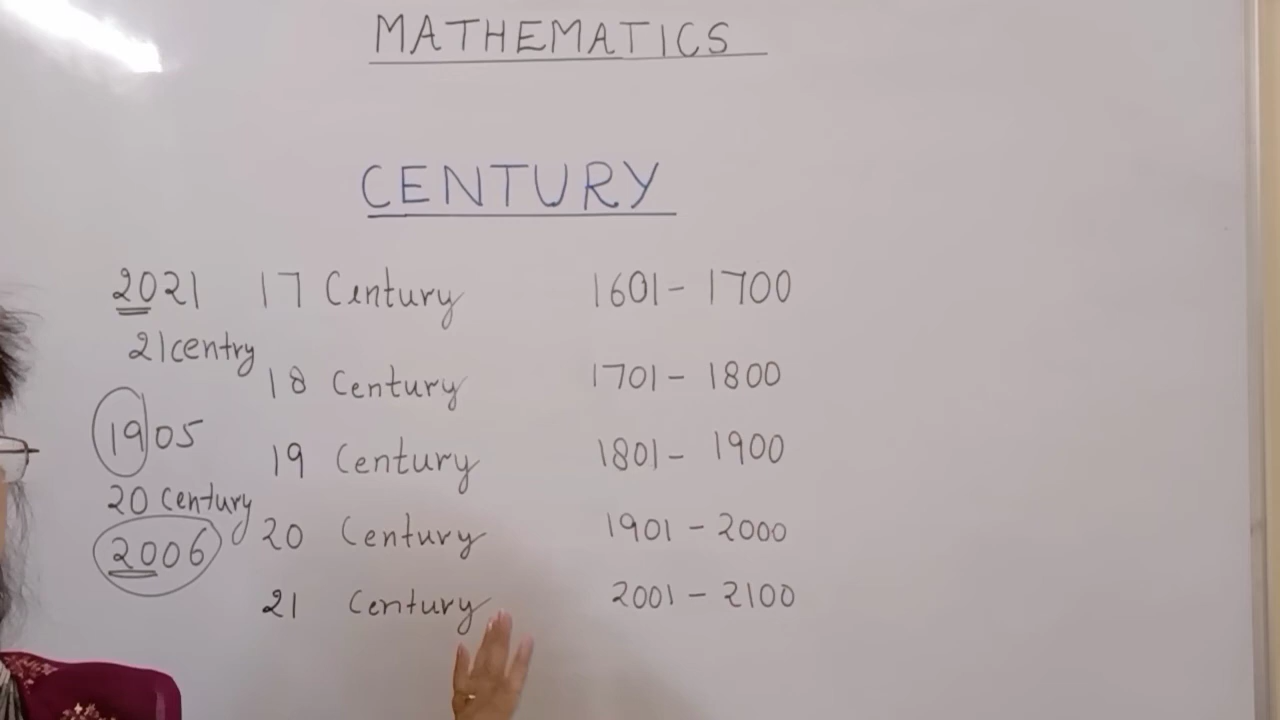 MATHEMATICS
CENTURY
2021 17 Century 1601 - 1700
21 centry
18 Century 1701 - 1800
1905 19 Century 1801 - 1900
20 Century
2006 20 Century 1901 - 2000
21 Century 2001 - 2100